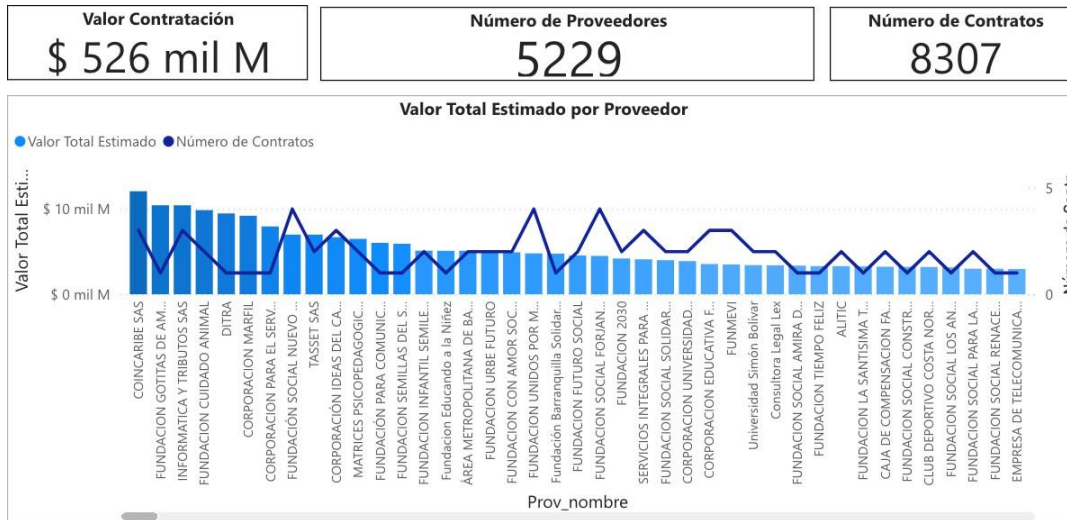 Valor Contratación
$ 526 mil M
Número de Proveedores
5229
Número de Contratos
8307
Valor Total Estimado por Proveedor
Valor Total Estimado
Número de Contratos
Valor Total Esti...
$ 10 mil M
$ 0 mil M
5
0
COINCARIBE SAS
FUNDACION GOTITAS DE AM...
INFORMATICA Y TRIBUTOS SAS
FUNDACION CUIDADO ANIMAL
DITRA
CORPORACION MARFIL
CORPORACION PARA EL SERV...
FUNDACIÓN SOCIAL NUEVO ...
TASSET SAS
CORPORACIÓN IDEAS DEL CA...
MATRICES PSICOPEDAGOGIC...
FUNDACIÓN PARA COMUNIC...
FUNDACION SEMILLAS DEL S...
FUNDACION INFANTIL SEMILE...
Fundacion Educando a la Niñez
ÁREA METROPOLITANA DE BA...
FUNDACION URBE FUTURO
FUNDACION CON AMOR SOC...
FUNDACION UNIDOS POR M...
Fundación Barranquilla Solidar...
FUNDACION FUTURO SOCIAL
FUNDACION SOCIAL FORJAN...
FUNDACION 2030
SERVICIOS INTEGRALES PARA ...
FUNDACION SOCIAL SOLIDAR...
CORPORACION UNIVERSIDAD...
CORPORACION EDUCATIVA F...
FUNMEVI
Universidad Simón Bolívar
Consultora Legal Lex
FUNDACION SOCIAL AMIRA D...
FUNDACION TIEMPO FELIZ
ALITIC
FUNDACION LA SANTISIMA T...
CAJA DE COMPENSACION FA...
FUNDACION SOCIAL CONSTR...
CLUB DEPORTIVO COSTA NOR...
FUNDACION SOCIAL LOS AN...
FUNDACION SOCIAL PARA LA...
FUNDACION SOCIAL RENACE...
EMPRESA DE TELECOMUNICA...
Prov_nombre